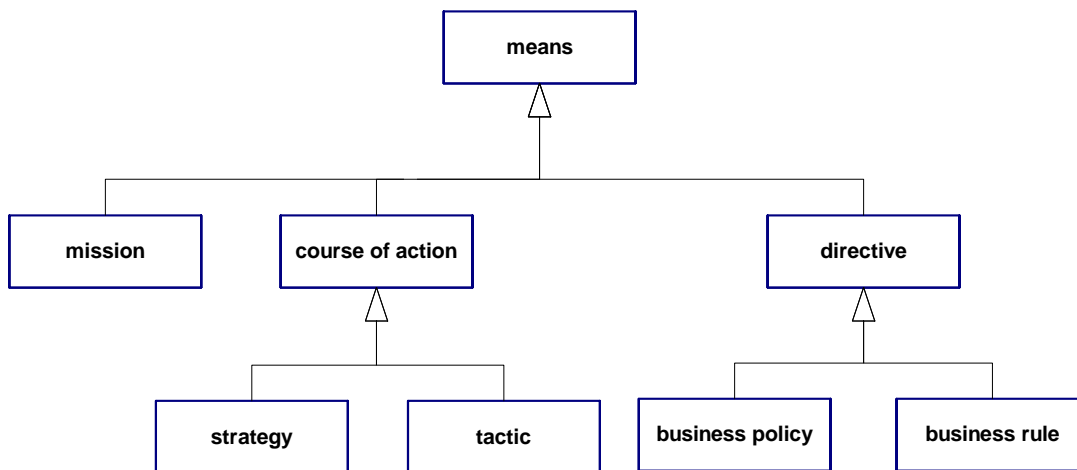 means
mission
course of action
directive
strategy
tactic
business policy
business rule